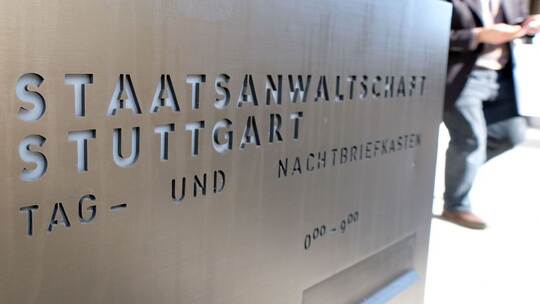 STAATSANWALTSCHAFT
STUTTGART
TAG- UND NACHTBRIEFKASTEN
0⁰⁰ – 9⁰⁰